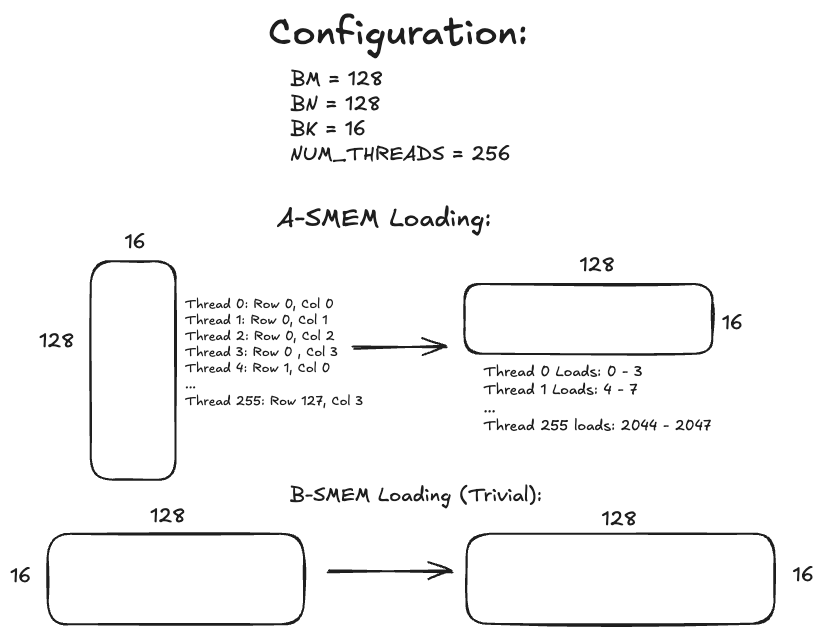 Configuration:
BM = 128
BN = 128
BK = 16
NUM_THREADS = 256
A-SMEM Loading:
16
128
Thread 0: Row 0, Col 0
Thread 1: Row 0, Col 1
Thread 2: Row 0, Col 2
Thread 3: Row 0 , Col 3
Thread 4: Row 1, Col 0
...
Thread 255: Row 127, Col 3
128
16
Thread 0 Loads: 0 - 3
Thread 1 Loads: 4 - 7
...
Thread 255 loads: 2044 - 2047
B-SMEM Loading (Trivial):
128
16
128
16